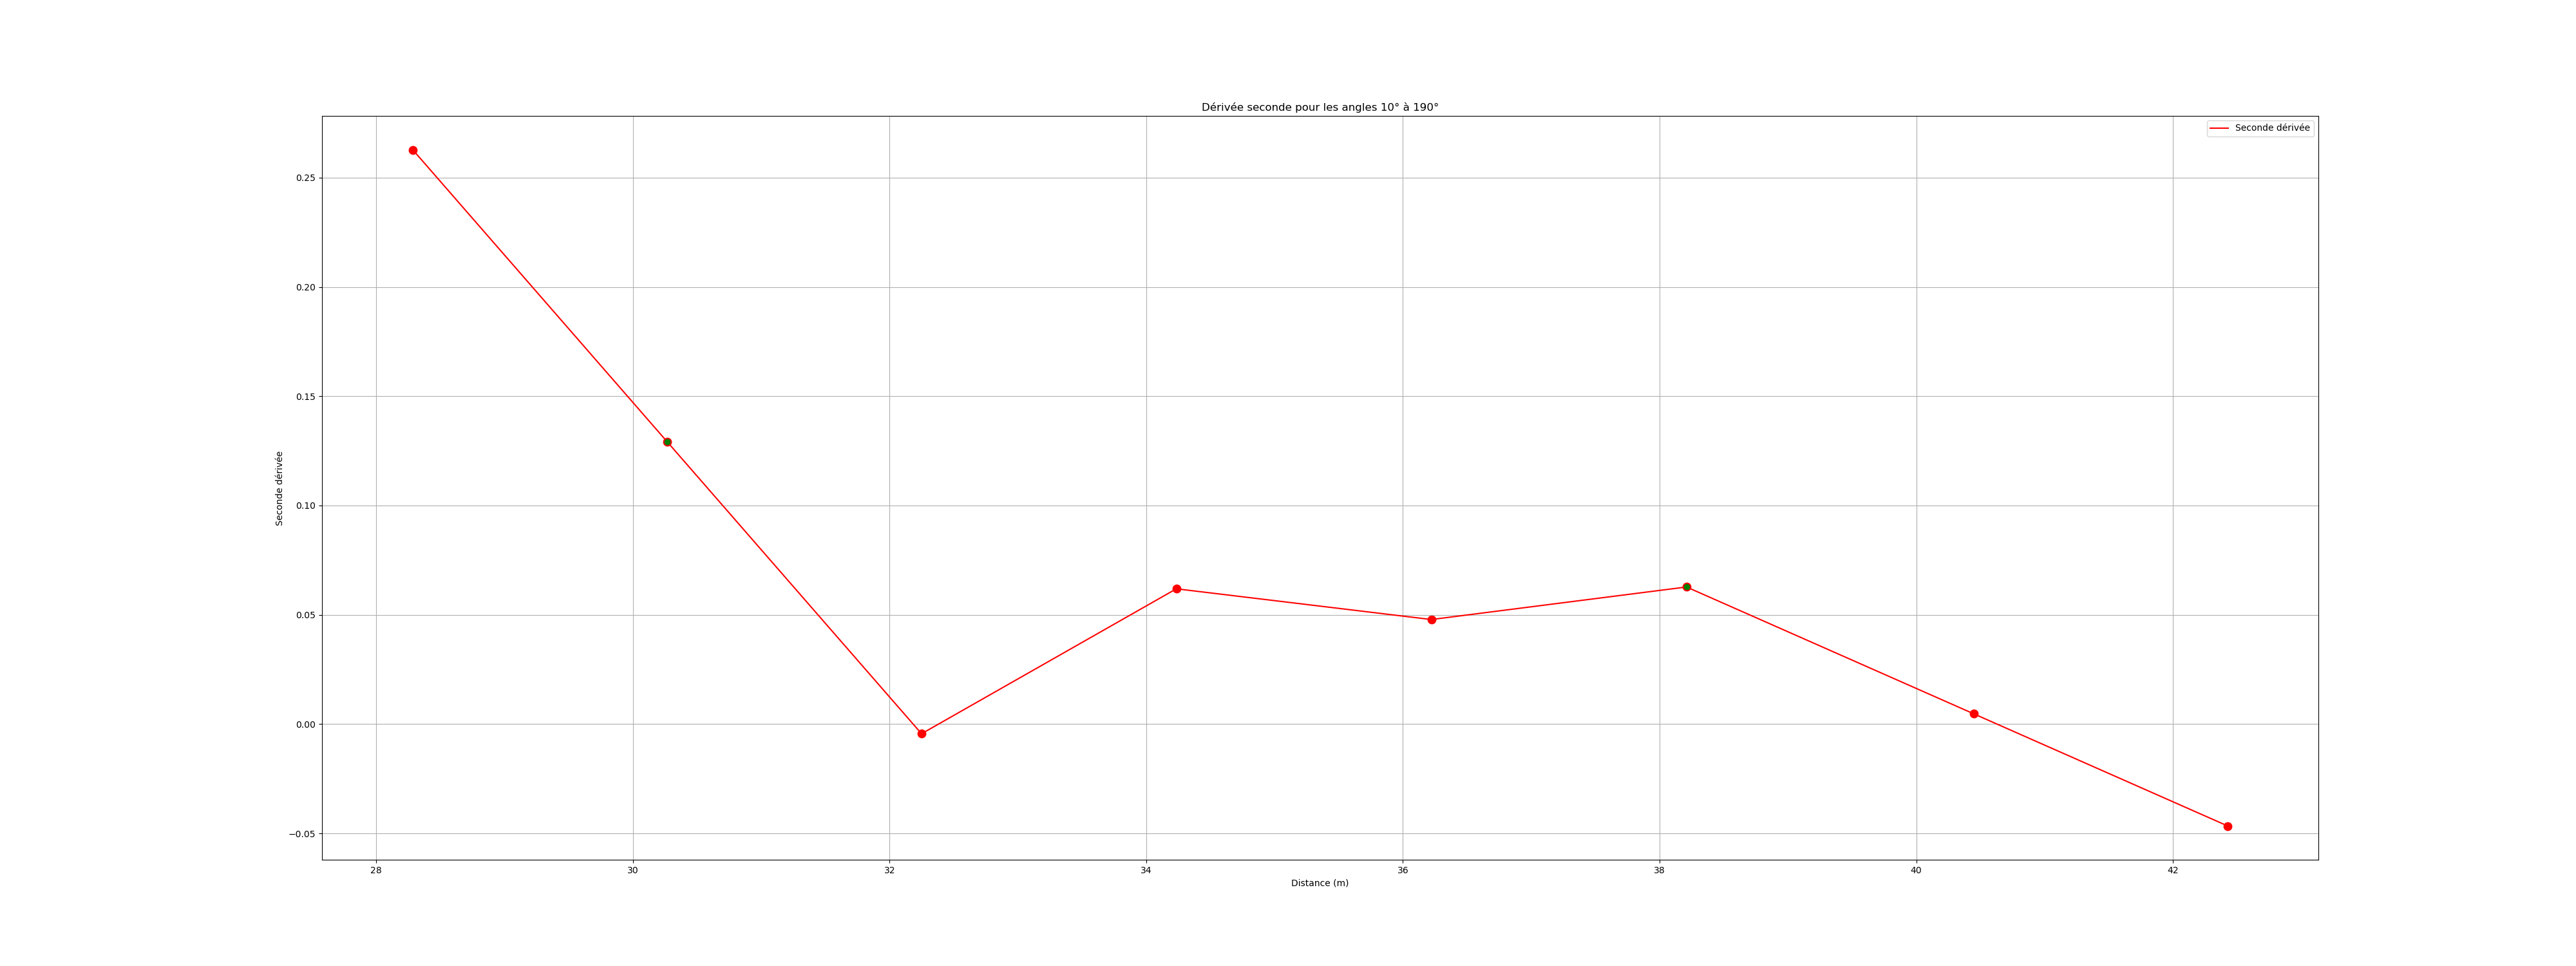 Dérivée seconde pour les angles 10° à 190°
Seconde dérivée
0.25
0.20
0.15
0.10
0.05
0.00
−0.05
Seconde dérivée
28 30 32 34 36 38 40 42
Distance (m)